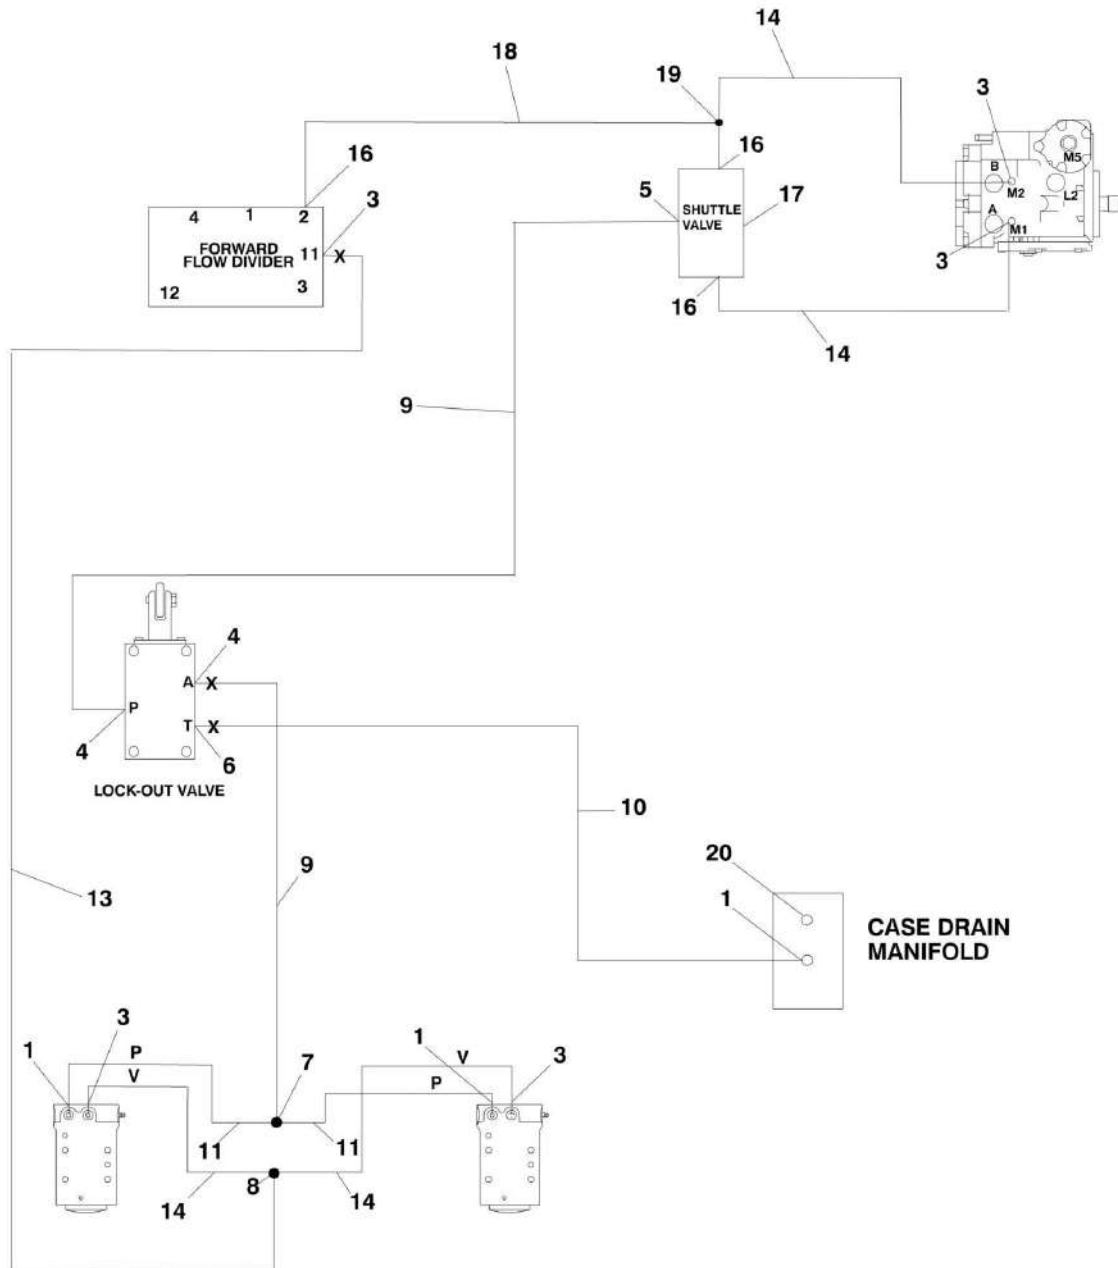 14
18
19
3
16
16
B
M5
M2
L2
5
SHUTTLE
VALVE
17
3
4
1
2
FORWARD
FLOW DIVIDER
11
X
A
M1
3
12
3
16
14
9
4
A
X
P
T
X
4
6
LOCK-OUT VALVE
10
20
9
13
1
CASE DRAIN
MANIFOLD
3
1
P
V
1
3
V
P
7
11
11
8
14
14